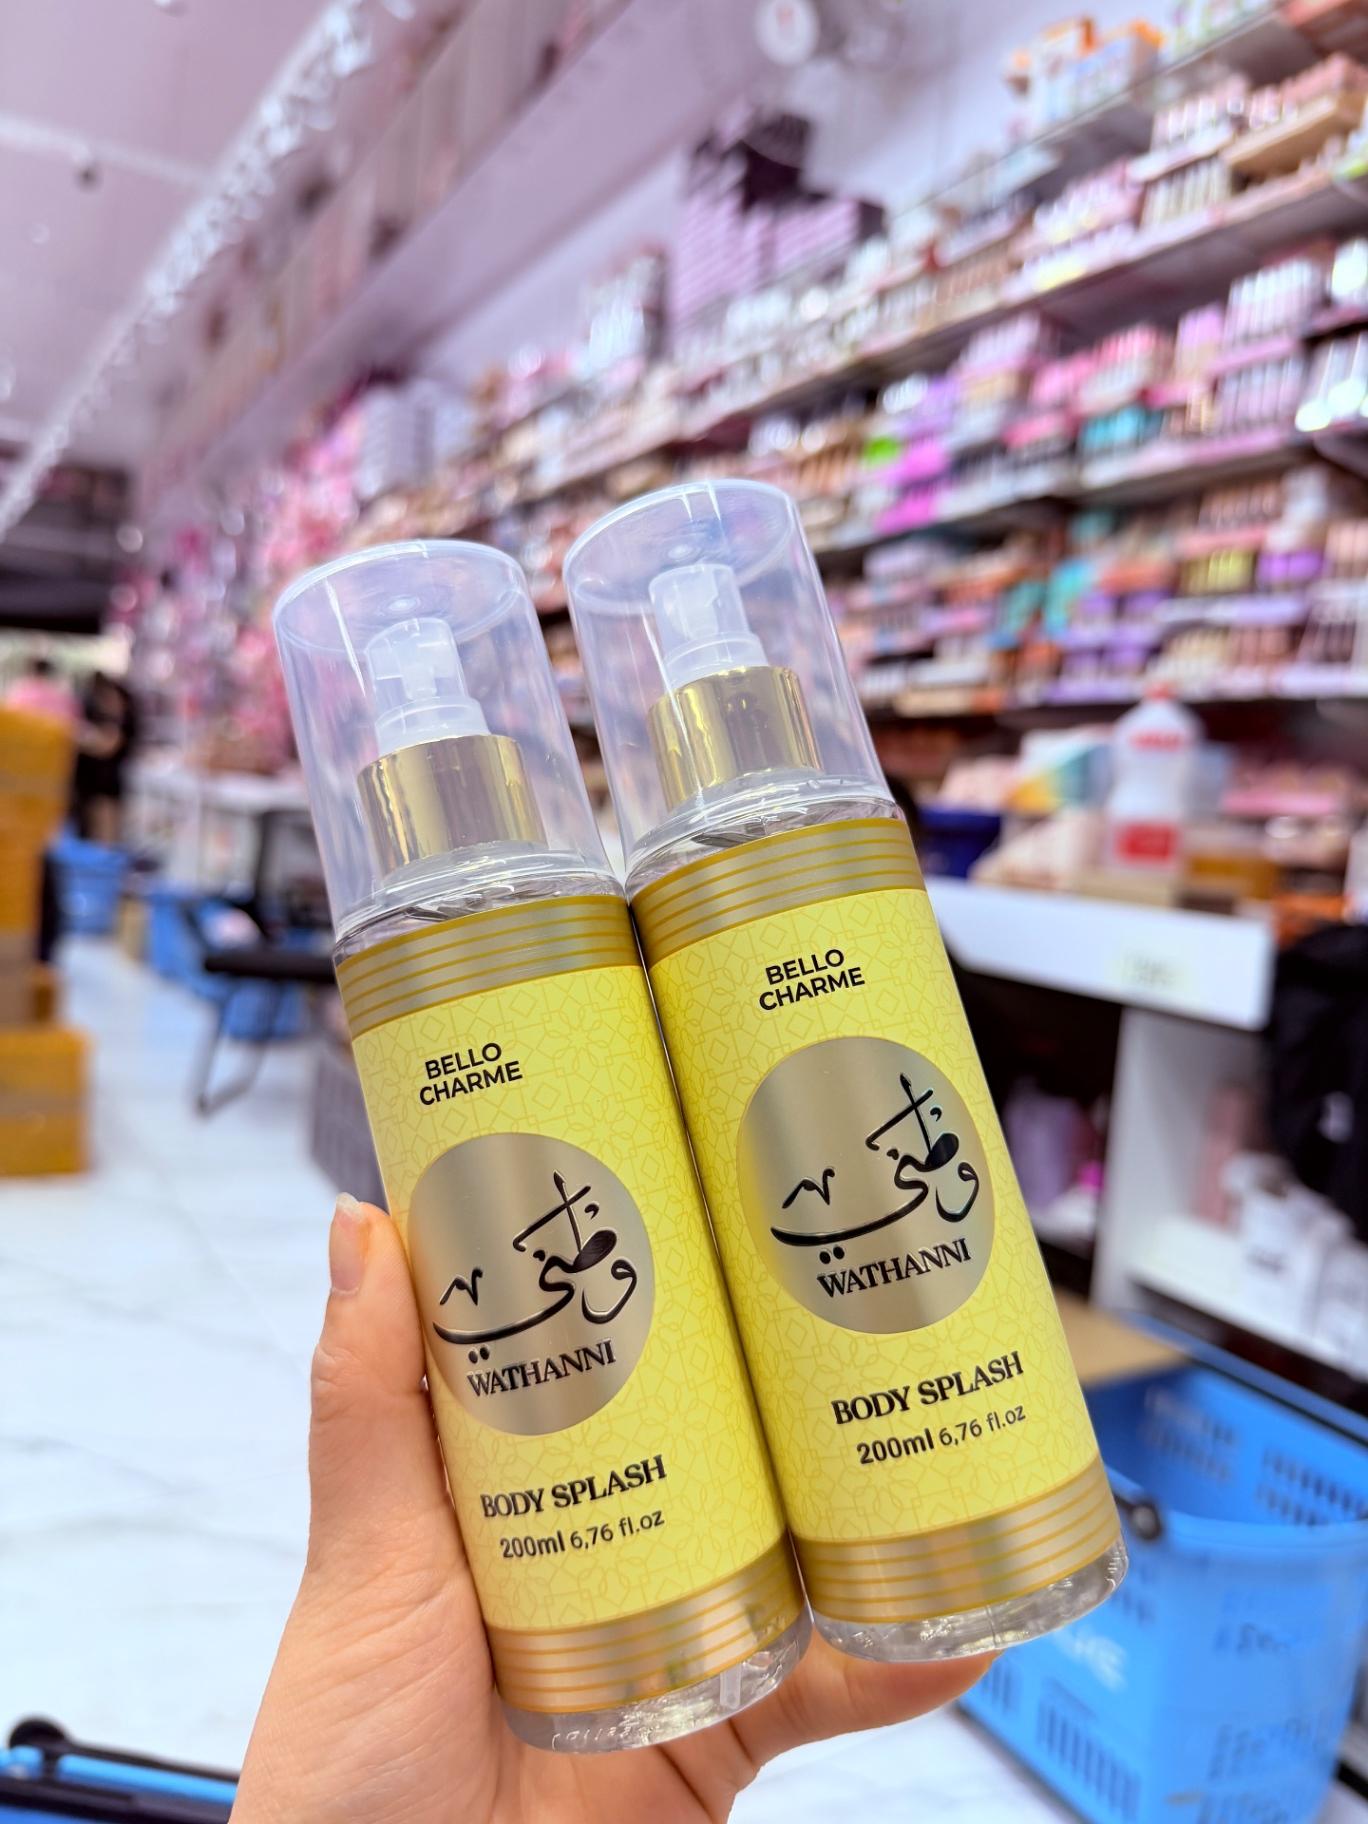 BELLO
CHARME
وطني
WATHANNI
BODY SPLASH
200ml 6,76 fl.oz
BELLO
CHARME
وطني
WATHANNI
BODY SPLASH
200ml 6,76 fl.oz